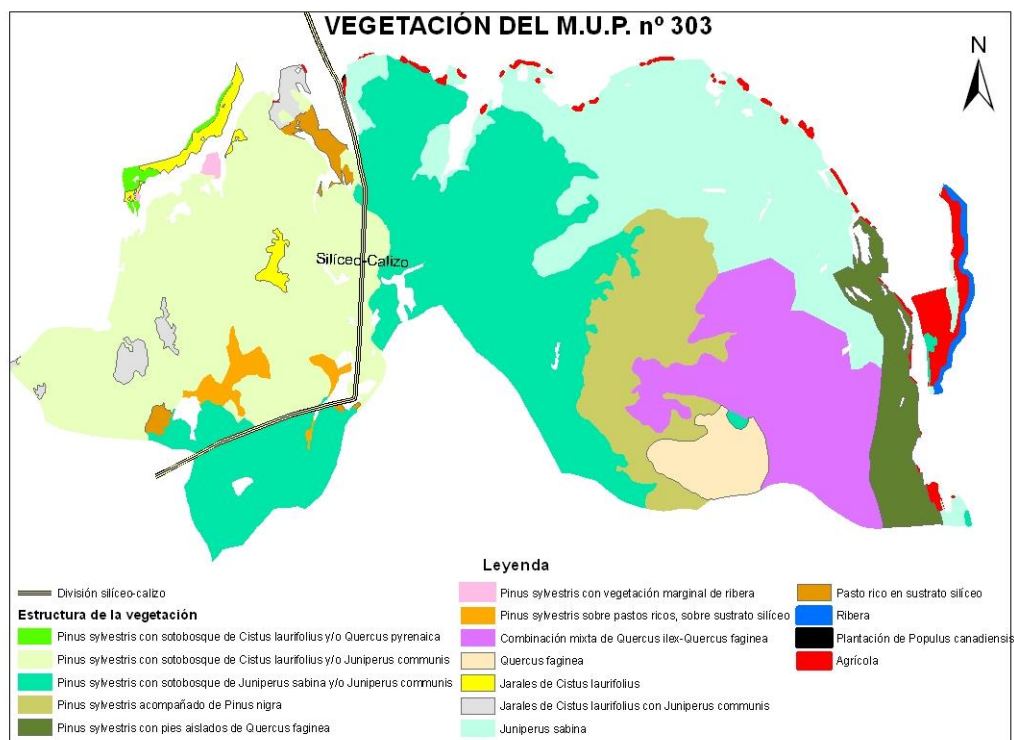 VEGETACIÓN DEL M.U.P. nº 303
N
Silíceo-Calizo
Leyenda
División silíceo-calizo
Estructura de la vegetación
Pinus sylvestris con sotobosque de Cistus laurifolius y/o Quercus pyrenaica
Pinus sylvestris con sotobosque de Cistus laurifolius y/o Juniperus communis
Pinus sylvestris con sotobosque de Juniperus sabina y/o Juniperus communis
Pinus sylvestris acompañado de Pinus nigra
Pinus sylvestris con pies aislados de Quercus faginea
Pinus sylvestris con vegetación marginal de ribera
Pinus sylvestris sobre pastos ricos, sobre sustrato silíceo
Combinación mixta de Quercus ilex-Quercus faginea
Quercus faginea
Jarales de Cistus laurifolius
Jarales de Cistus laurifolius con Juniperus communis
Juniperus sabina
Pasto rico en sustrato silíceo
Ribera
Plantación de Populus canadiensis
Agrícola